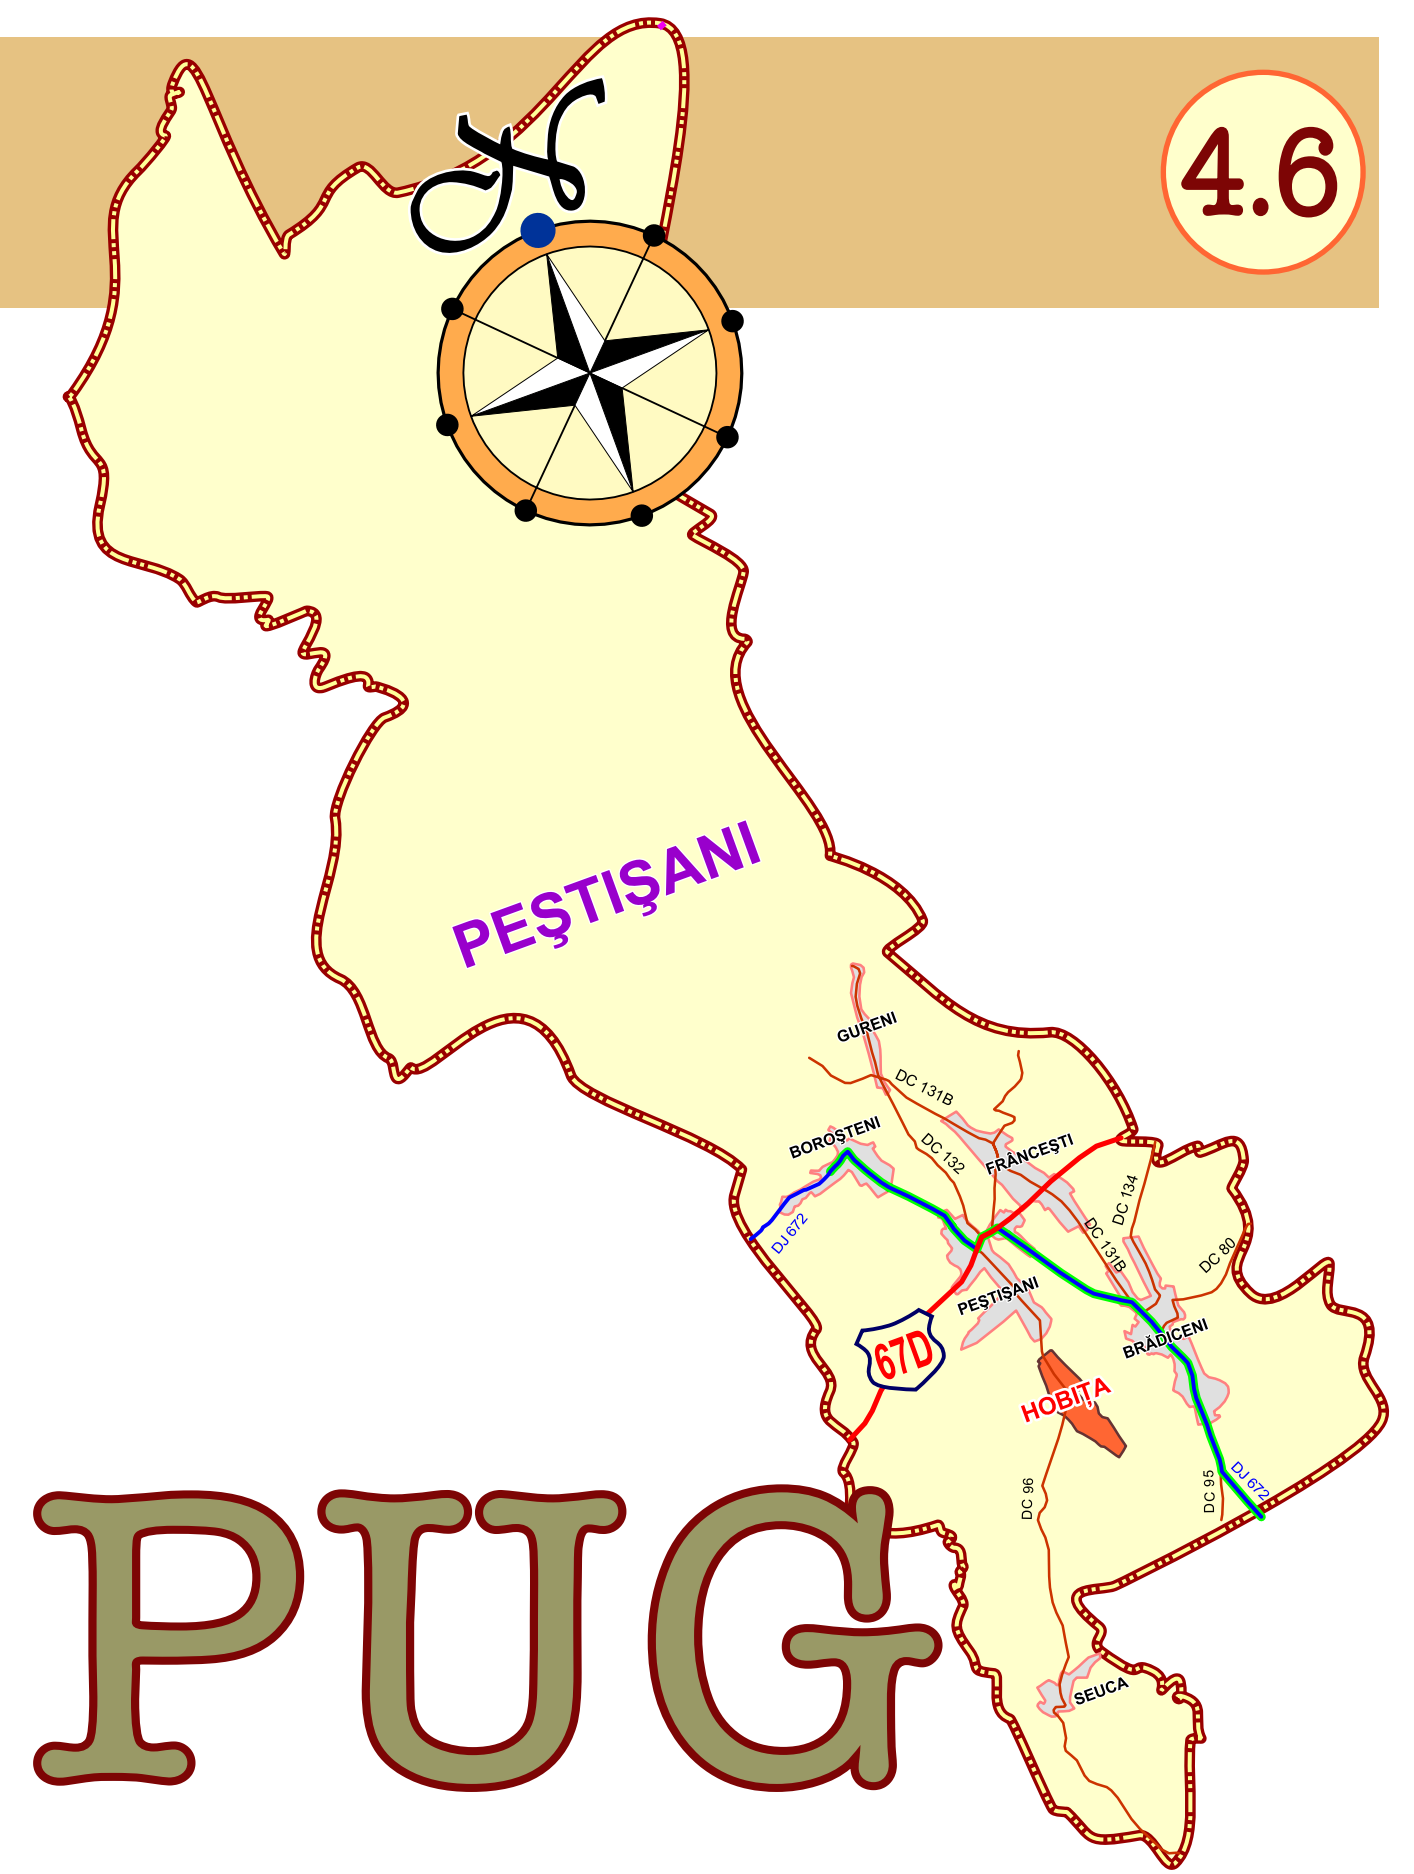 N
4.6
PEŞTIŞANI
GURENI
DC 131B
BOROŞTENI
DC 132
FRÂNCEŞTI
DC 134
DJ 672
DC 131B
DC 80
PEŞTIŞANI
BRĂDICENI
67D
HOBIȚA
DC 96
DC 95
DJ 672
PUG
SEUCA